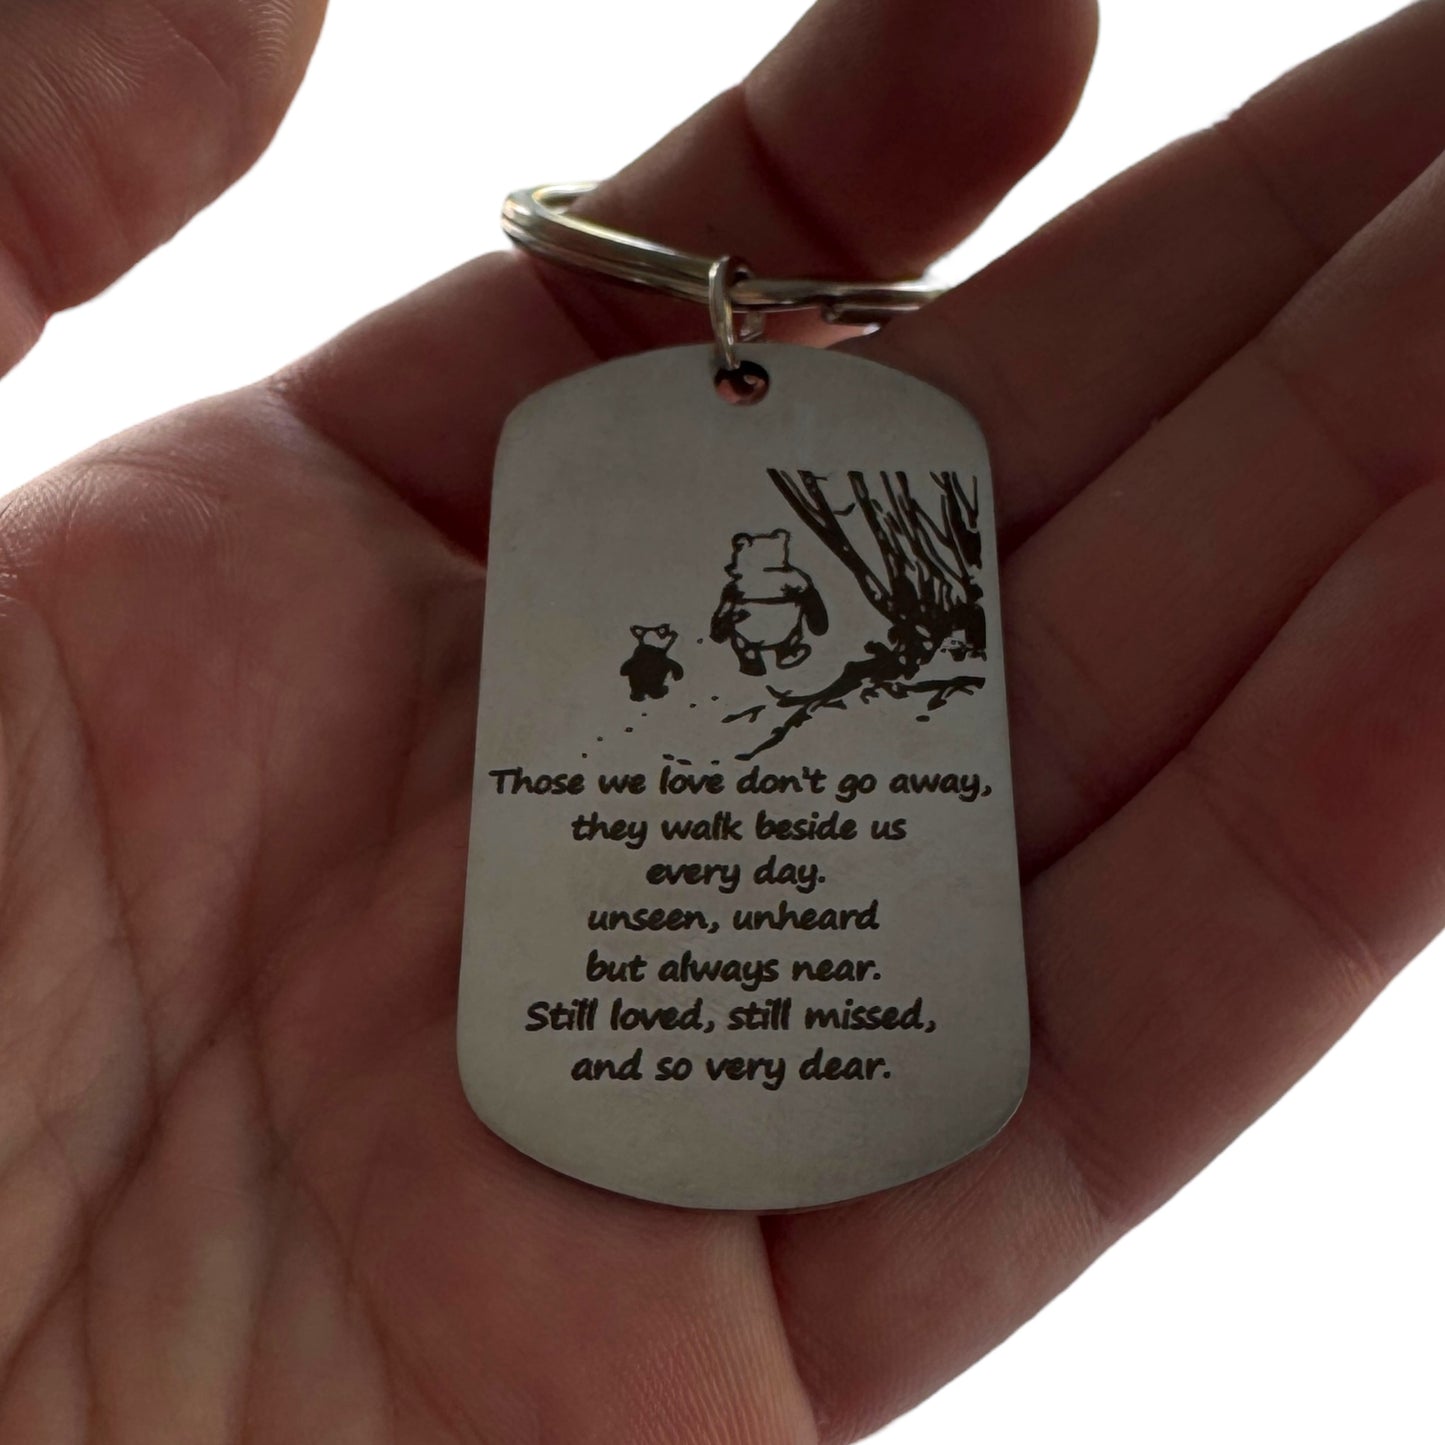 Those we love don't go away,
they walk beside us
every day.
unseen, unheard
but always near.
Still loved, still missed,
and so very dear.